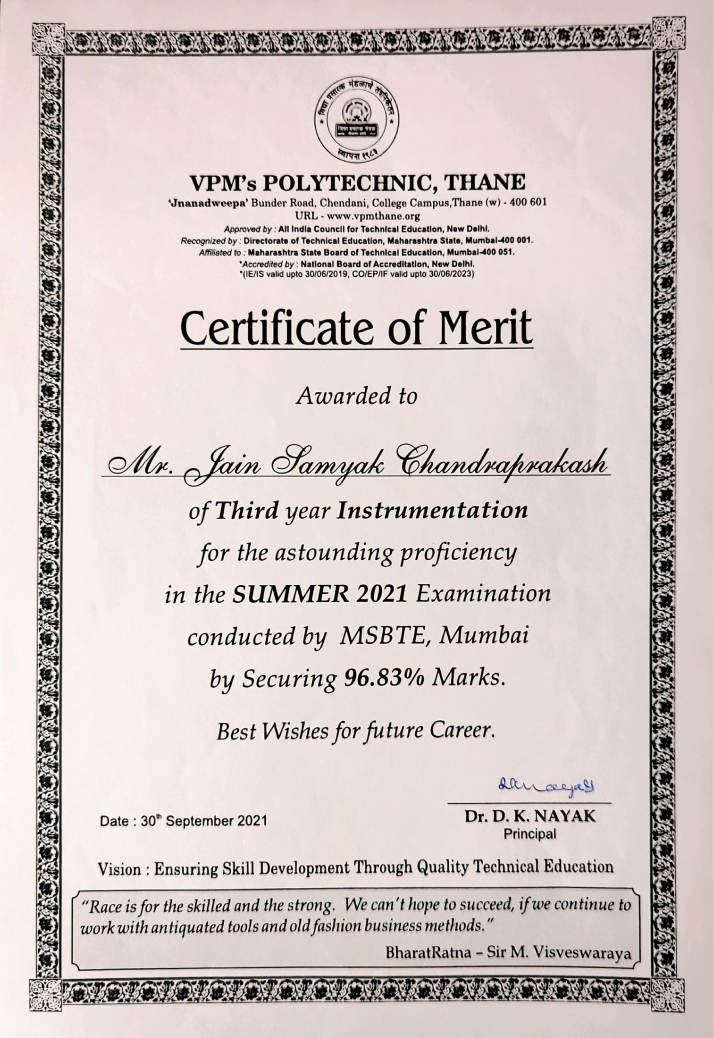 विद्या प्रसारक मंडळाचे तंत्रनिकेतन
विद्या प्रसारक मंडळ
स्थापना १९८३
VPM's POLYTECHNIC, THANE
'Jnanadweepa' Bunder Road, Chendani, College Campus,Thane (w) - 400 601
URL - www.vpmthane.org
Approved by : All India Council for Technical Education, New Delhi.
Recognized by : Directorate of Technical Education, Maharashtra State, Mumbai-400 001.
Affiliated to : Maharashtra State Board of Technical Education, Mumbai-400 051.
*Accredited by : National Board of Accreditation, New Delhi.
*(IE/IS valid upto 30/06/2019, CO/EP/IF valid upto 30/06/2023)
Certificate of Merit
Awarded to
Mr. Jain Samyak Chandraprakash
of Third year Instrumentation
for the astounding proficiency
in the SUMMER 2021 Examination
conducted by MSBTE, Mumbai
by Securing 96.83% Marks.
Best Wishes for future Career.
Date : 30th September 2021
Dr. D. K. NAYAK
Principal
Vision : Ensuring Skill Development Through Quality Technical Education
"Race is for the skilled and the strong. We can't hope to succeed, if we continue to
work with antiquated tools and old fashion business methods."
BharatRatna – Sir M. Visveswaraya